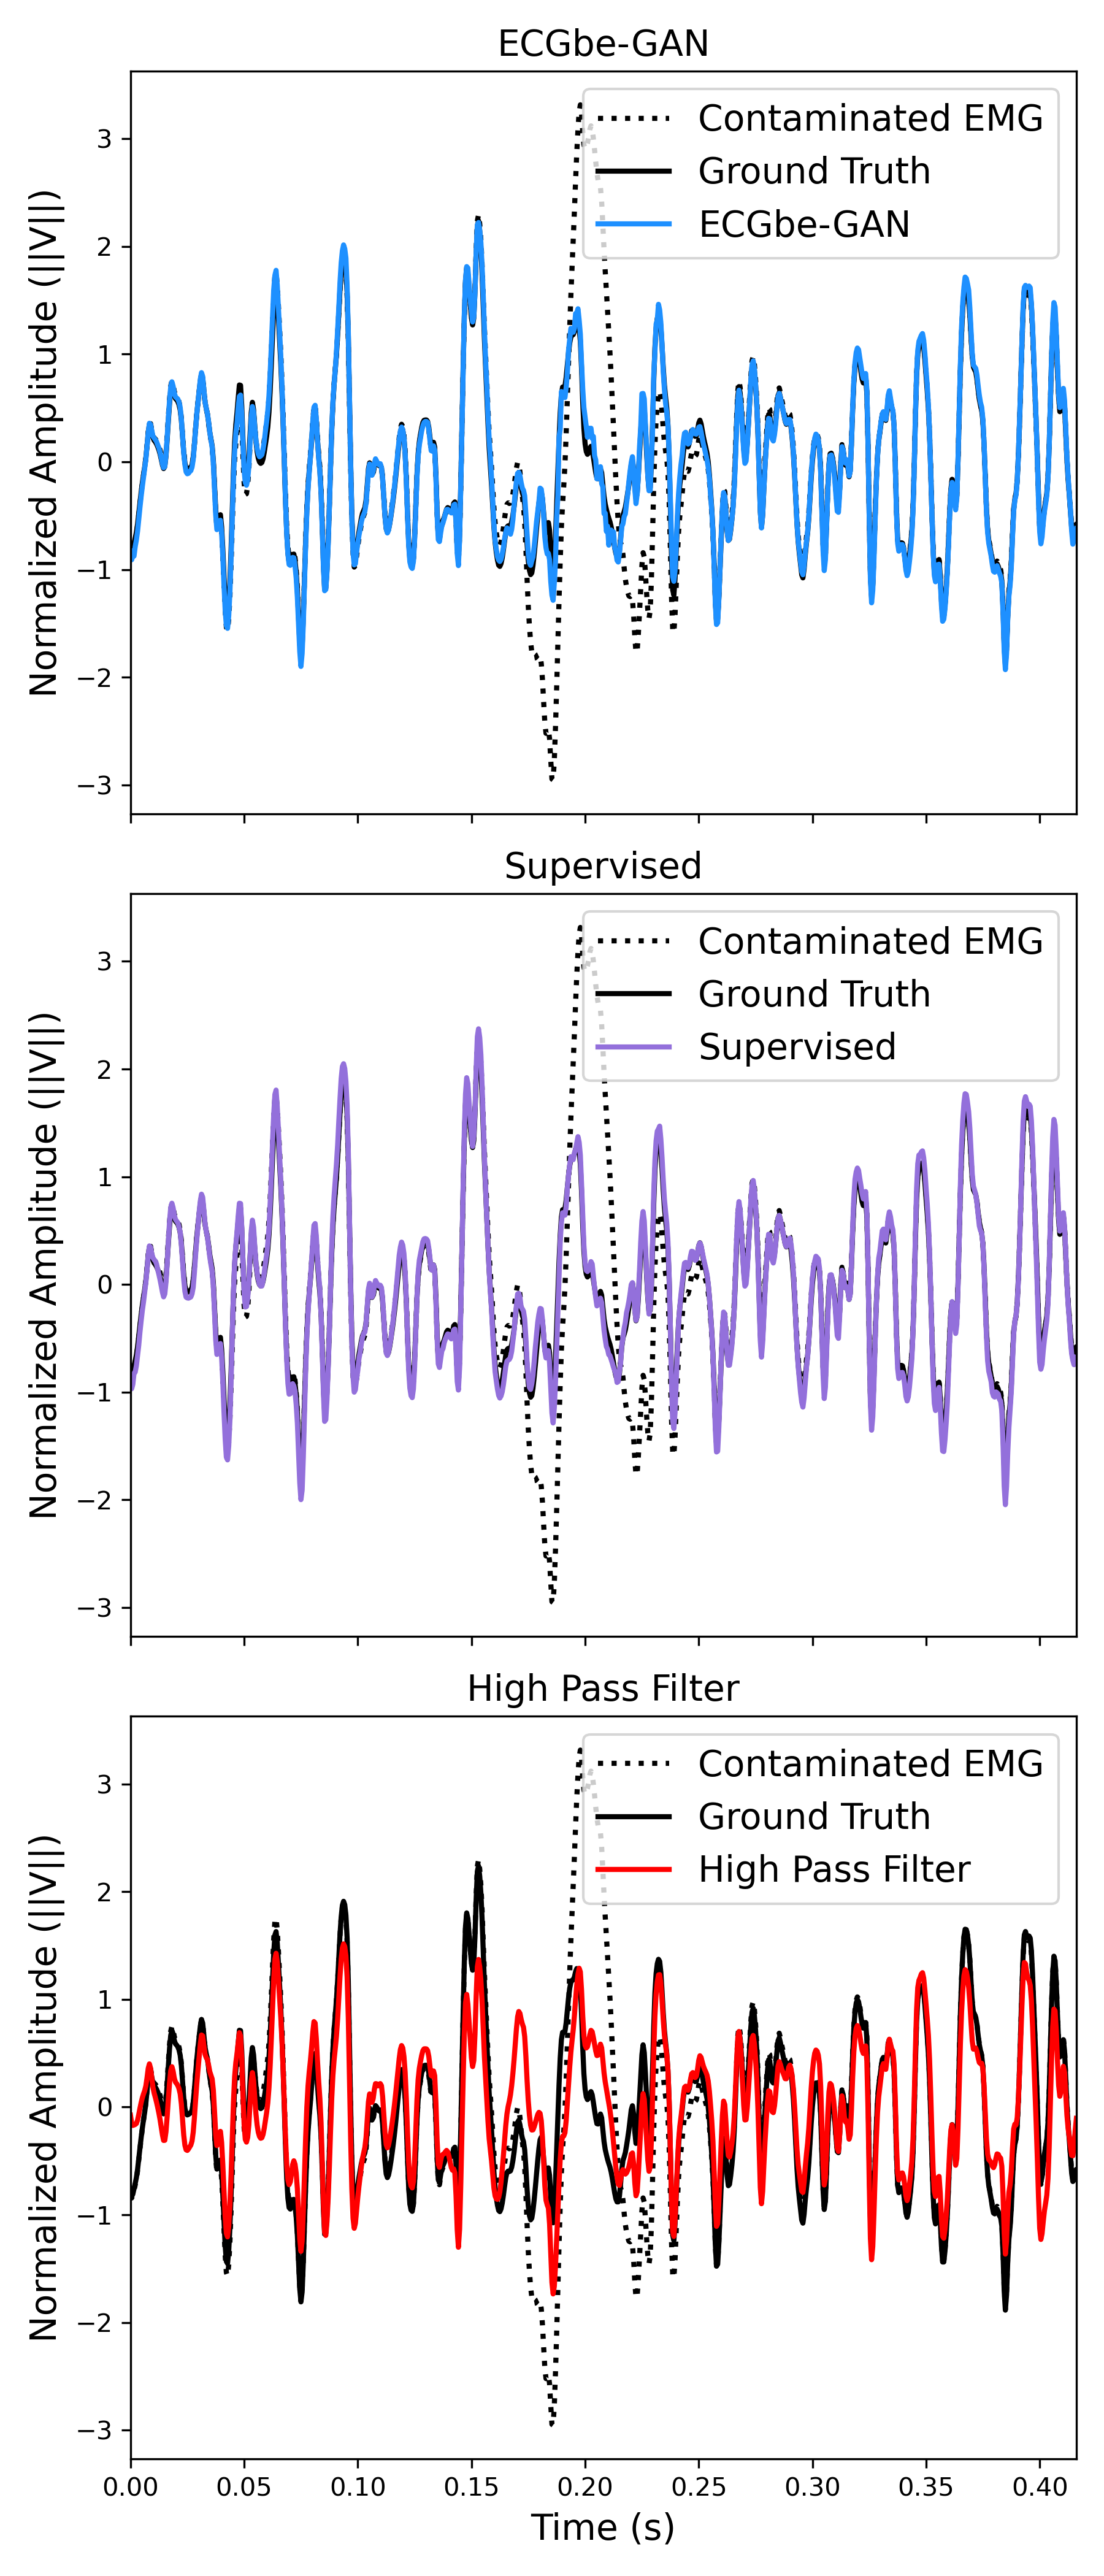 ECGbe-GAN
Normalized Amplitude (||V||)
3
2
1
0
−1
−2
−3
Contaminated EMG
Ground Truth
ECGbe-GAN
Supervised
Normalized Amplitude (||V||)
3
2
1
0
−1
−2
−3
Contaminated EMG
Ground Truth
Supervised
High Pass Filter
Normalized Amplitude (||V||)
3
2
1
0
−1
−2
−3
Contaminated EMG
Ground Truth
High Pass Filter
0.00 0.05 0.10 0.15 0.20 0.25 0.30 0.35 0.40
Time (s)